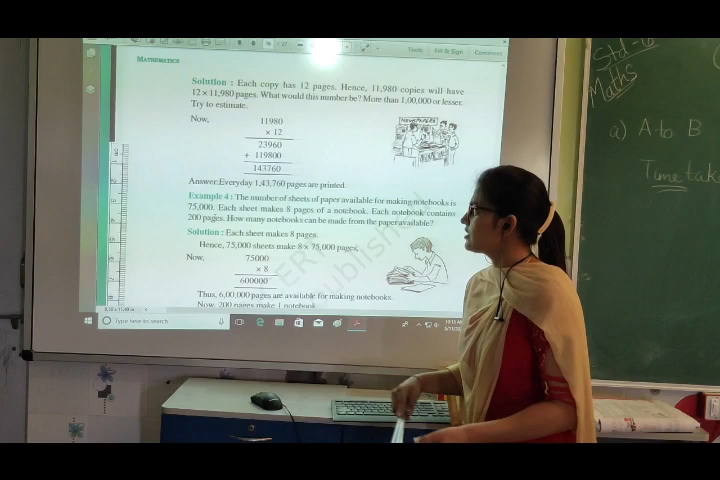 / 27
Tools Fill & Sign Comment
MATHEMATICS
Solution : Each copy has 12 pages. Hence, 11,980 copies will have
12 × 11,980 pages. What would this number be? More than 1,00,000 or lesser.
Try to estimate.
Now,
11980
× 12
23960
+ 119800
143760
NEWSPAPERS
Answer:Everyday 1,43,760 pages are printed.
Example 4 : The number of sheets of paper available for making notebooks is
75,000. Each sheet makes 8 pages of a notebook. Each notebook contains
200 pages. How many notebooks can be made from the paper available?
Solution : Each sheet makes 8 pages.
Hence, 75,000 sheets make 8 × 75,000 pages,
Now,
75000
× 8
600000
Thus, 6,00,000 pages are available for making notebooks.
Now, 200 pages make 1 notebook.
Type here to search
10:15 AM
Std-6
Maths
a) A to B
Time take